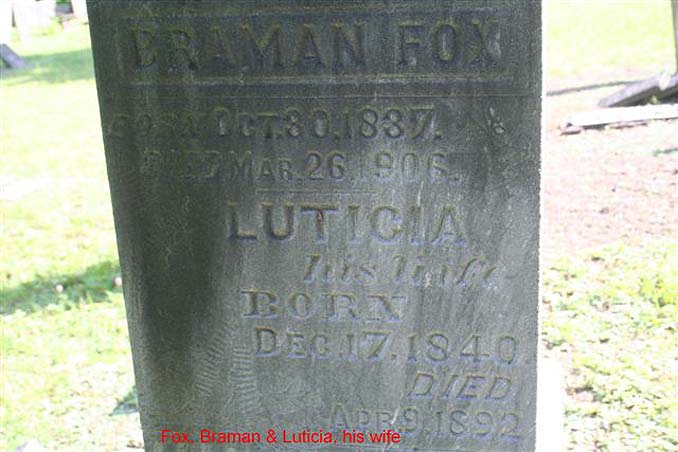 BRAMAN FOX
BORN OCT. 30. 1837.
DIED MAR. 26. 1906.
LUTICIA
his wife
BORN
DEC. 17. 1840.
DIED
APR. 9. 1892
Fox, Braman & Luticia, his wife